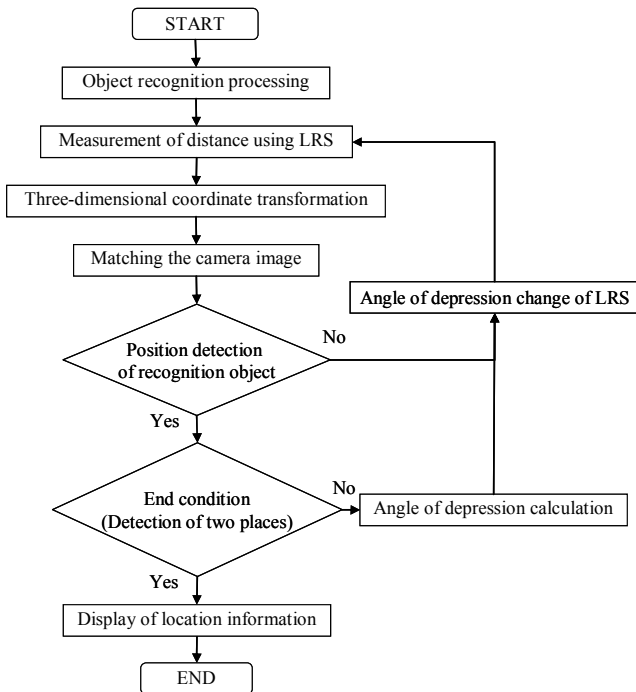 START
Object recognition processing
Measurement of distance using LRS
Three-dimensional coordinate transformation
Matching the camera image
Angle of depression change of LRS
Position detection
of recognition object
No
Yes
End condition
(Detection of two places)
No
Angle of depression calculation
Yes
Display of location information
END